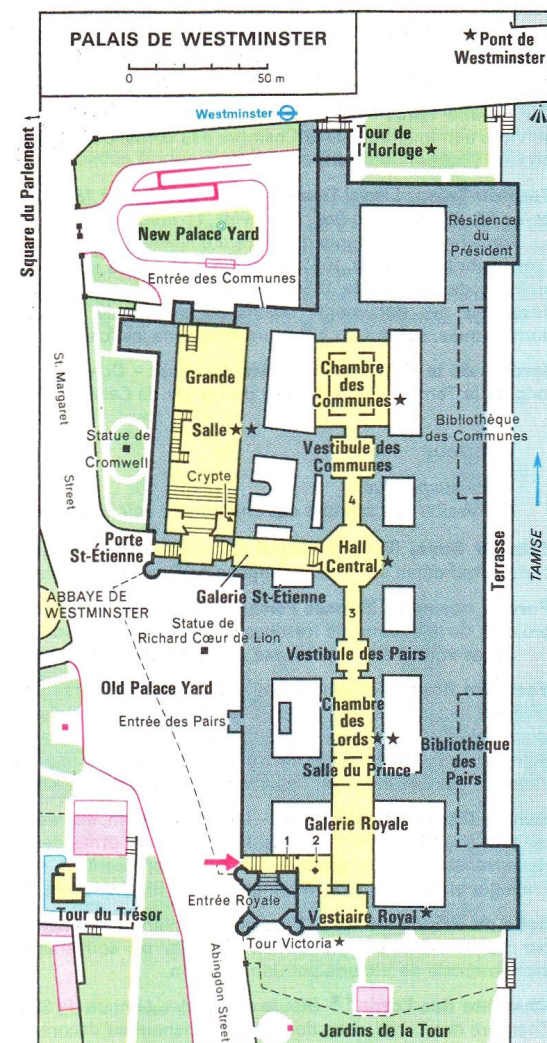 PALAIS DE WESTMINSTER
0 50 m
★ Pont de
Westminster
Westminster
Tour de
l'Horloge ★
Square du Parlement
New Palace Yard
Résidence
du
Président
Entrée des Communes
Grande
Salle ★★
Chambre
des
Communes ★
St. Margaret
Street
Statue de
Cromwell
Crypte
Vestibule des
Communes
Bibliothèque
des Communes
4
Porte
St-Étienne
Hall
Central ★
Galerie St-Étienne
Terrasse
TAMISE
ABBAYE DE
WESTMINSTER
Statue de
Richard Cœur de Lion
3
Vestibule des Pairs
Old Palace Yard
Entrée des Pairs
Chambre
des
Lords ★★
Salle du Prince
Bibliothèque
des
Pairs
Galerie Royale
1
2
Entrée Royale
Tour du Trésor
Vestiaire Royal ★
Tour Victoria ★
Abingdon Street
Jardins de la Tour